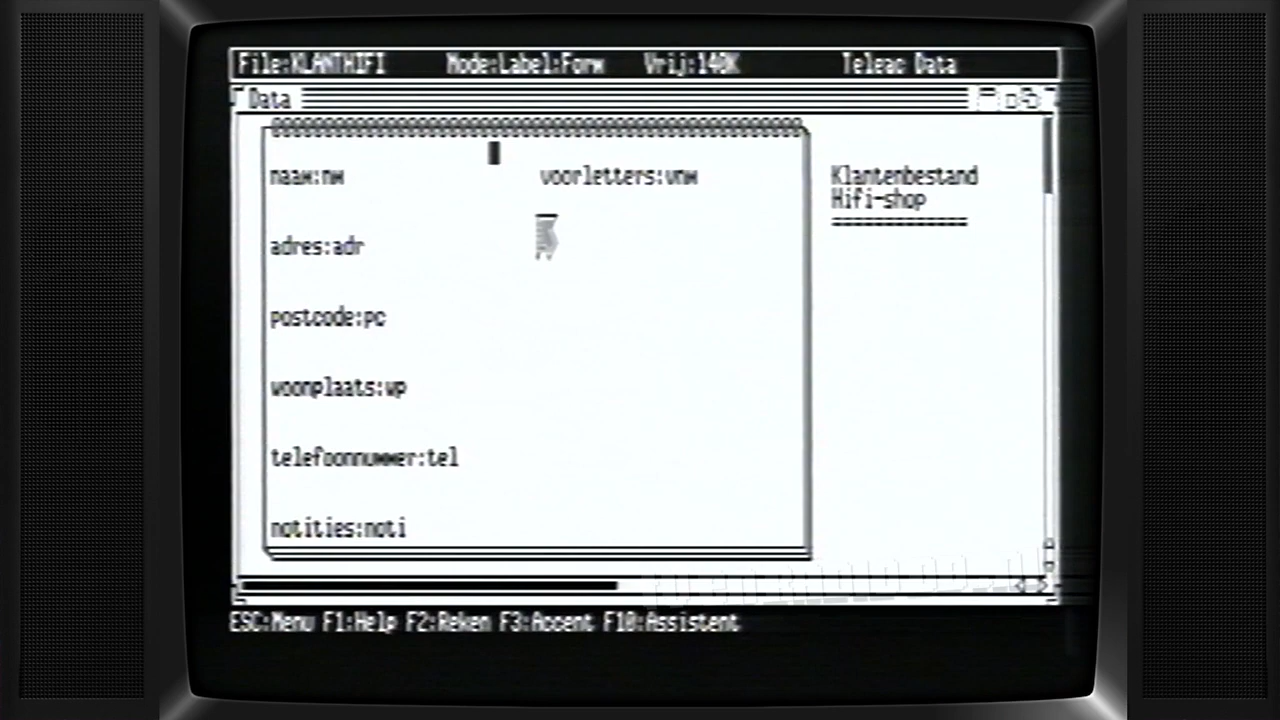 File:KLANTHIFI Mode:Label:Form Vrij:140K Teleac Data
Data
naam:nm voorletters:vnm
Klantenbestand
Hifi-shop
=============
adres:adr
postcode:pc
woonplaats:wp
telefoonnummer:tel
notities:noti
ESC:Menu F1:Help F2:Reken F3:Accent F10:Assistent